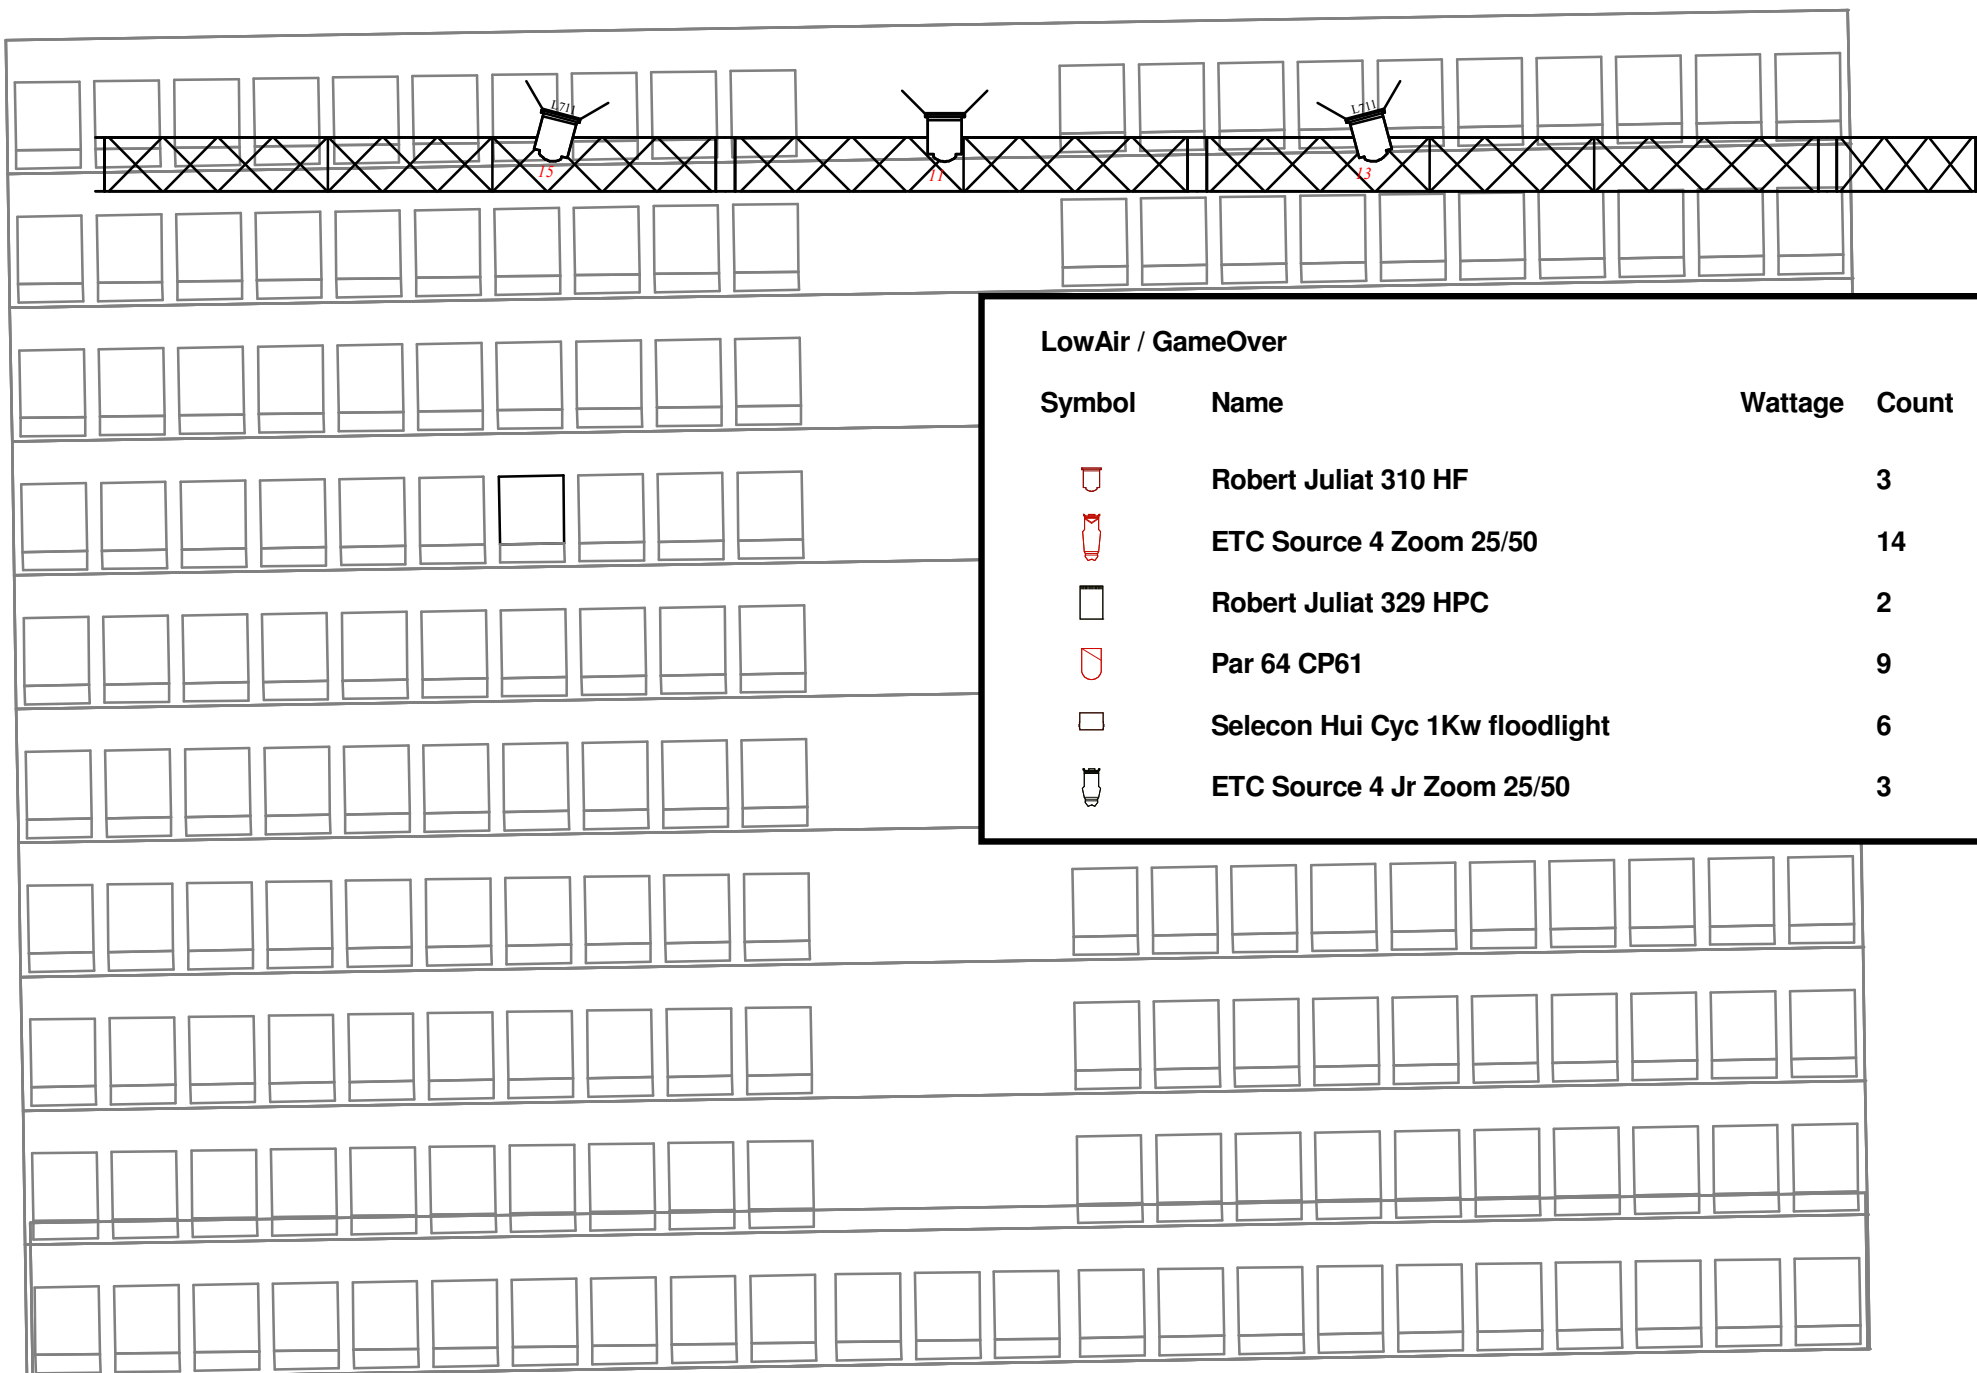 L711
L711
15
11
13
LowAir / GameOver
Symbol Name Wattage Count
Robert Juliat 310 HF 3
ETC Source 4 Zoom 25/50 14
Robert Juliat 329 HPC 2
Par 64 CP61 9
Selecon Hui Cyc 1Kw floodlight 6
ETC Source 4 Jr Zoom 25/50 3